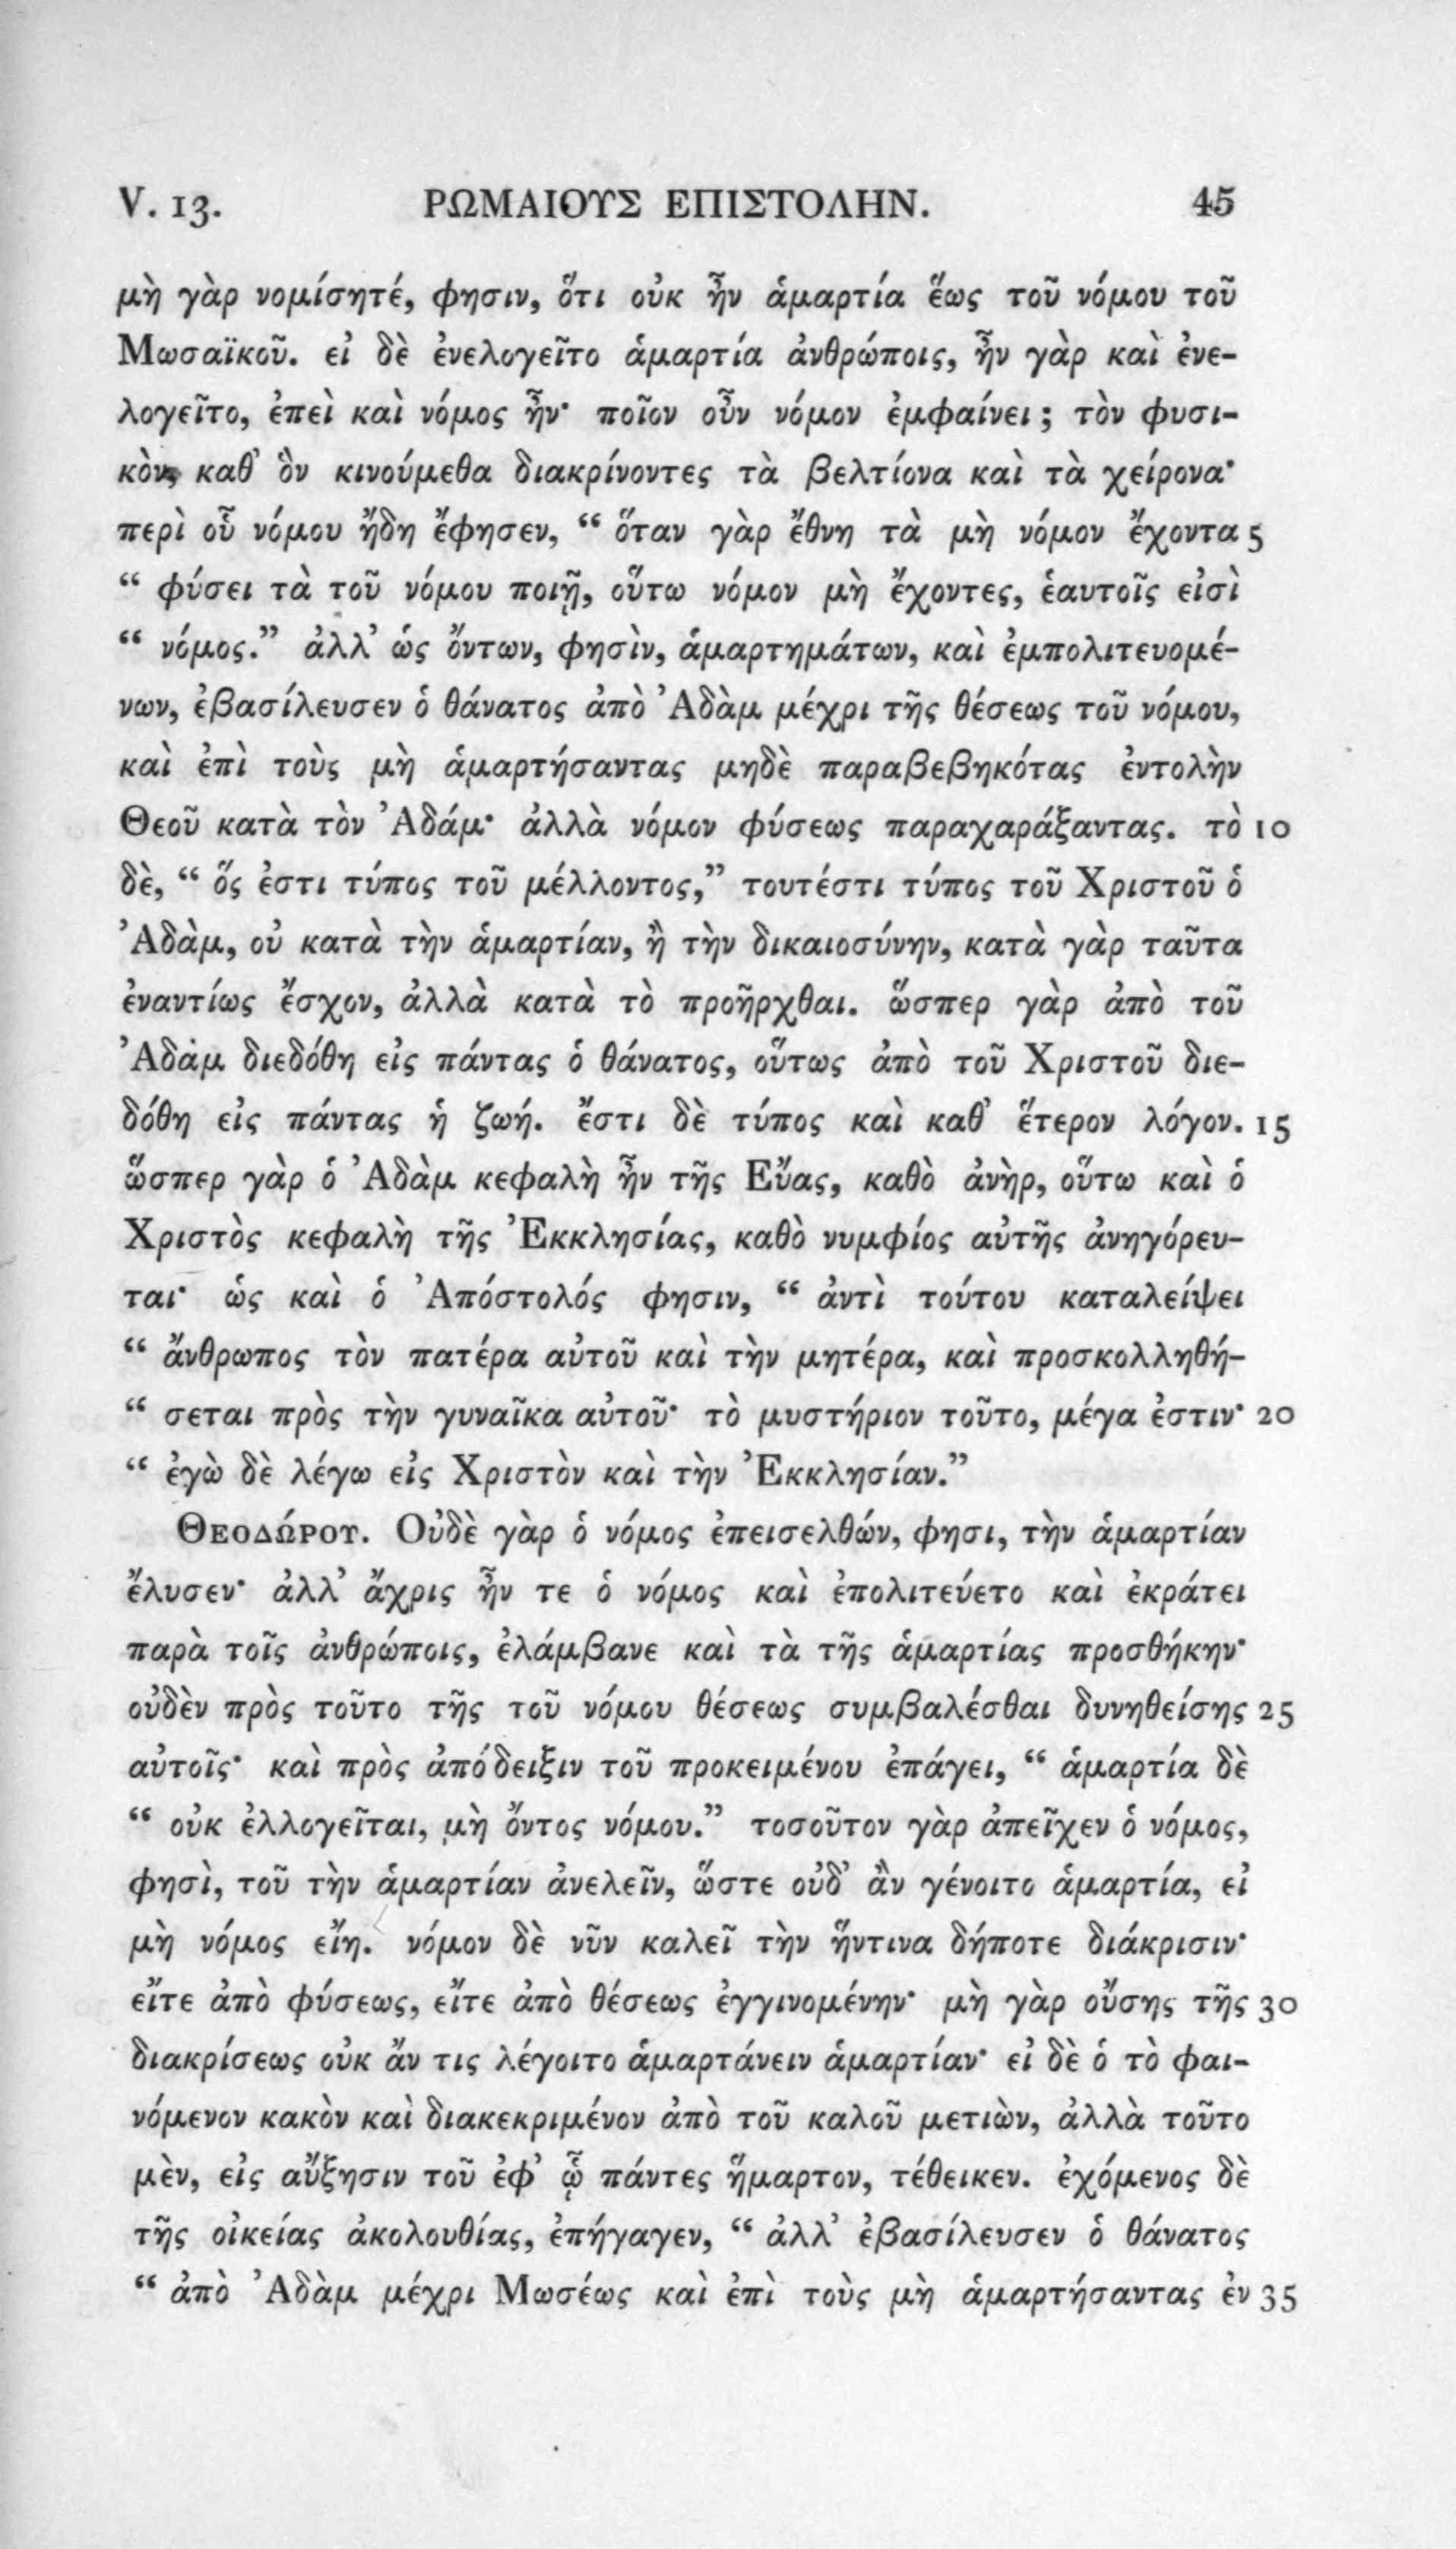 V. 13. ΡΩΜΑΙΟΥΣ ΕΠΙΣΤΟΛΗΝ. 45
μὴ γὰρ νομίσητέ, φησιν, ὅτι οὐκ ἦν ἁμαρτία ἕως τοῦ νόμου τοῦ
Μωσαϊκοῦ. εἰ δὲ ἐνελογεῖτο ἁμαρτία ἀνθρώποις, ἦν γὰρ καὶ ἐνε-
λογεῖτο, ἐπεὶ καὶ νόμος ἦν· ποῖον οὖν νόμον ἐμφαίνει; τὸν φυσι-
κὸν, καθ' ὃν κινούμεθα διακρίνοντες τὰ βελτίονα καὶ τὰ χείρονα·
περὶ οὗ νόμου ἤδη ἔφησεν, “ ὅταν γὰρ ἔθνη τὰ μὴ νόμον ἔχοντα 5
“ φύσει τὰ τοῦ νόμου ποιῇ, οὕτω νόμον μὴ ἔχοντες, ἑαυτοῖς εἰσὶ
“ νόμος.” ἀλλ' ὡς ὄντων, φησὶν, ἁμαρτημάτων, καὶ ἐμπολιτευομέ-
νων, ἐβασίλευσεν ὁ θάνατος ἀπὸ Ἀδὰμ μέχρι τῆς θέσεως τοῦ νόμου,
καὶ ἐπὶ τοὺς μὴ ἁμαρτήσαντας μηδὲ παραβεβηκότας ἐντολὴν
Θεοῦ κατὰ τὸν Ἀδάμ· ἀλλὰ νόμον φύσεως παραχαράξαντας. τὸ 10
δὲ, “ ὅς ἐστι τύπος τοῦ μέλλοντος,” τουτέστι τύπος τοῦ Χριστοῦ ὁ
Ἀδὰμ, οὐ κατὰ τὴν ἁμαρτίαν, ἢ τὴν δικαιοσύνην, κατὰ γὰρ ταῦτα
ἐναντίως ἔσχον, ἀλλὰ κατὰ τὸ προῆρχθαι. ὥσπερ γὰρ ἀπὸ τοῦ
Ἀδὰμ διεδόθη εἰς πάντας ὁ θάνατος, οὕτως ἀπὸ τοῦ Χριστοῦ διε-
δόθη εἰς πάντας ἡ ζωή. ἔστι δὲ τύπος καὶ καθ' ἕτερον λόγον. 15
ὥσπερ γὰρ ὁ Ἀδὰμ κεφαλὴ ἦν τῆς Εὔας, καθὸ ἀνὴρ, οὕτω καὶ ὁ
Χριστὸς κεφαλὴ τῆς Ἐκκλησίας, καθὸ νυμφίος αὐτῆς ἀνηγόρευ-
ται· ὡς καὶ ὁ Ἀπόστολός φησιν, “ ἀντὶ τούτου καταλείψει
“ ἄνθρωπος τὸν πατέρα αὐτοῦ καὶ τὴν μητέρα, καὶ προσκολληθή-
“ σεται πρὸς τὴν γυναῖκα αὐτοῦ· τὸ μυστήριον τοῦτο, μέγα ἐστιν· 20
“ ἐγὼ δὲ λέγω εἰς Χριστὸν καὶ τὴν Ἐκκλησίαν.”
ΘΕΟΔΏΡΟΥ. Οὐδὲ γὰρ ὁ νόμος ἐπεισελθών, φησι, τὴν ἁμαρτίαν
ἔλυσεν· ἀλλ' ἄχρις ἦν τε ὁ νόμος καὶ ἐπολιτεύετο καὶ ἐκράτει
παρὰ τοῖς ἀνθρώποις, ἐλάμβανε καὶ τὰ τῆς ἁμαρτίας προσθήκην·
οὐδὲν πρὸς τοῦτο τῆς τοῦ νόμου θέσεως συμβαλέσθαι δυνηθείσης 25
αὐτοῖς· καὶ πρὸς ἀπόδειξιν τοῦ προκειμένου ἐπάγει, “ ἁμαρτία δὲ
“ οὐκ ἐλλογεῖται, μὴ ὄντος νόμου.” τοσοῦτον γὰρ ἀπεῖχεν ὁ νόμος,
φησὶ, τοῦ τὴν ἁμαρτίαν ἀνελεῖν, ὥστε οὐδ' ἂν γένοιτο ἁμαρτία, εἰ
μὴ νόμος εἴη. νόμον δὲ νῦν καλεῖ τὴν ἥντινα δήποτε διάκρισιν·
εἴτε ἀπὸ φύσεως, εἴτε ἀπὸ θέσεως ἐγγινομένην· μὴ γὰρ οὔσης τῆς 30
διακρίσεως οὐκ ἄν τις λέγοιτο ἁμαρτάνειν ἁμαρτίαν· εἰ δὲ ὁ τὸ φαι-
νόμενον κακὸν καὶ διακεκριμένον ἀπὸ τοῦ καλοῦ μετιὼν, ἀλλὰ τοῦτο
μὲν, εἰς αὔξησιν τοῦ ἐφ' ᾧ πάντες ἥμαρτον, τέθεικεν. ἐχόμενος δὲ
τῆς οἰκείας ἀκολουθίας, ἐπήγαγεν, “ ἀλλ' ἐβασίλευσεν ὁ θάνατος
“ ἀπὸ Ἀδὰμ μέχρι Μωσέως καὶ ἐπὶ τοὺς μὴ ἁμαρτήσαντας ἐν 35